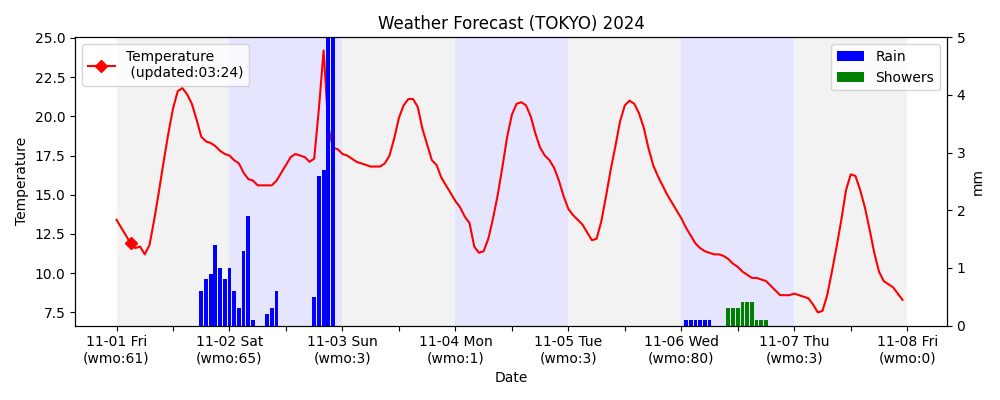 Weather Forecast (TOKYO) 2024
Temperature
(updated:03:24)
Rain
Showers
25.0
22.5
20.0
17.5
15.0
12.5
10.0
7.5
Temperature
5
4
3
2
1
0
mm
11-01 Fri
(wmo:61)
11-02 Sat
(wmo:65)
11-03 Sun
(wmo:3)
11-04 Mon
(wmo:1)
11-05 Tue
(wmo:3)
11-06 Wed
(wmo:80)
11-07 Thu
(wmo:3)
11-08 Fri
(wmo:0)
Date